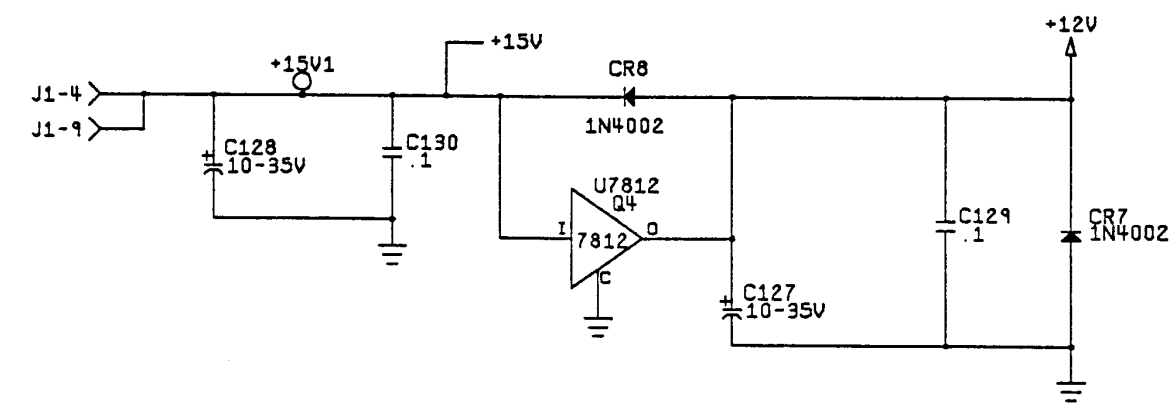 +12V
+15V
+15V1
CR8
J1-4
J1-9
1N4002
C128
10-35V
C130
.1
U7812
Q4
I
7812
O
C
C129
.1
CR7
1N4002
C127
10-35V
+
+